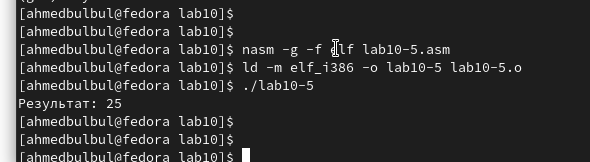 [ahmedbulbul@fedora lab10]$
[ahmedbulbul@fedora lab10]$
[ahmedbulbul@fedora lab10]$ nasm -g -f elf lab10-5.asm
[ahmedbulbul@fedora lab10]$ ld -m elf_i386 -o lab10-5 lab10-5.o
[ahmedbulbul@fedora lab10]$ ./lab10-5
Результат: 25
[ahmedbulbul@fedora lab10]$
[ahmedbulbul@fedora lab10]$
[ahmedbulbul@fedora lab10]$